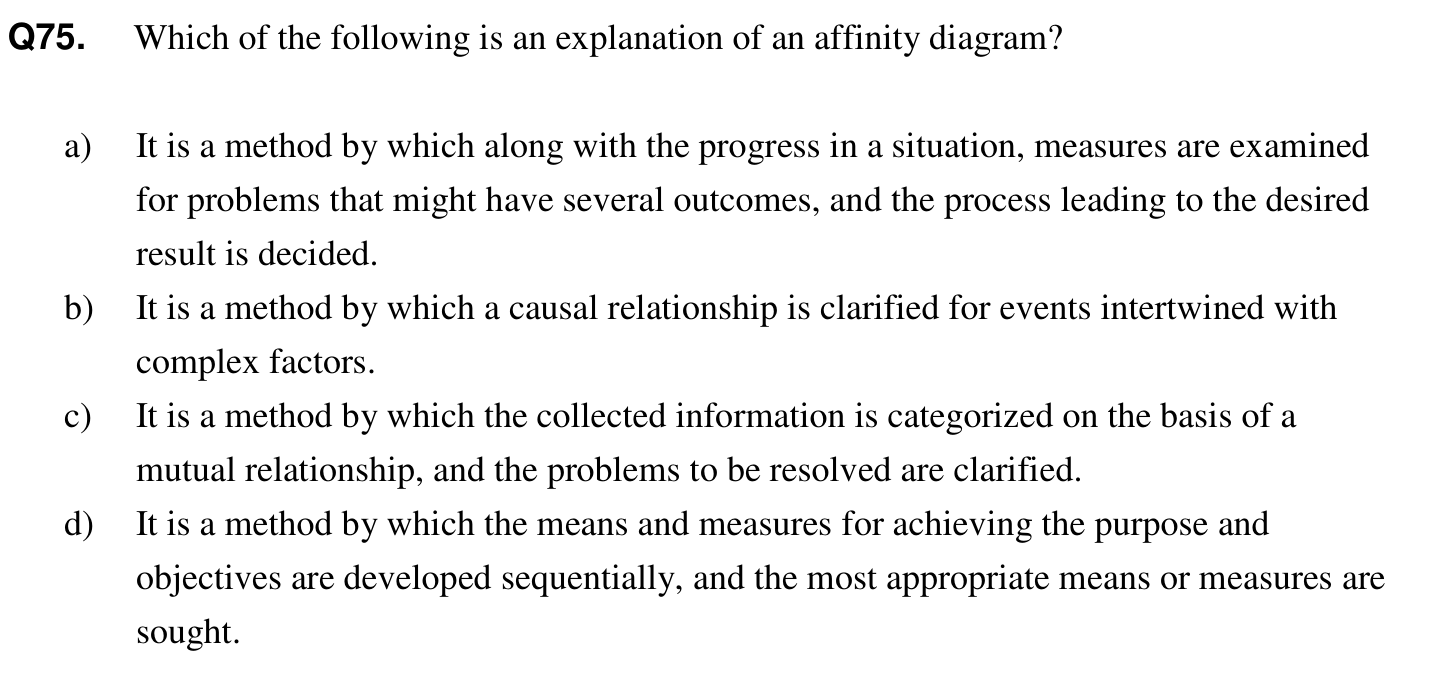 Q75. Which of the following is an explanation of an affinity diagram?
a) It is a method by which along with the progress in a situation, measures are examined
for problems that might have several outcomes, and the process leading to the desired
result is decided.
b) It is a method by which a causal relationship is clarified for events intertwined with
complex factors.
c) It is a method by which the collected information is categorized on the basis of a
mutual relationship, and the problems to be resolved are clarified.
d) It is a method by which the means and measures for achieving the purpose and
objectives are developed sequentially, and the most appropriate means or measures are
sought.